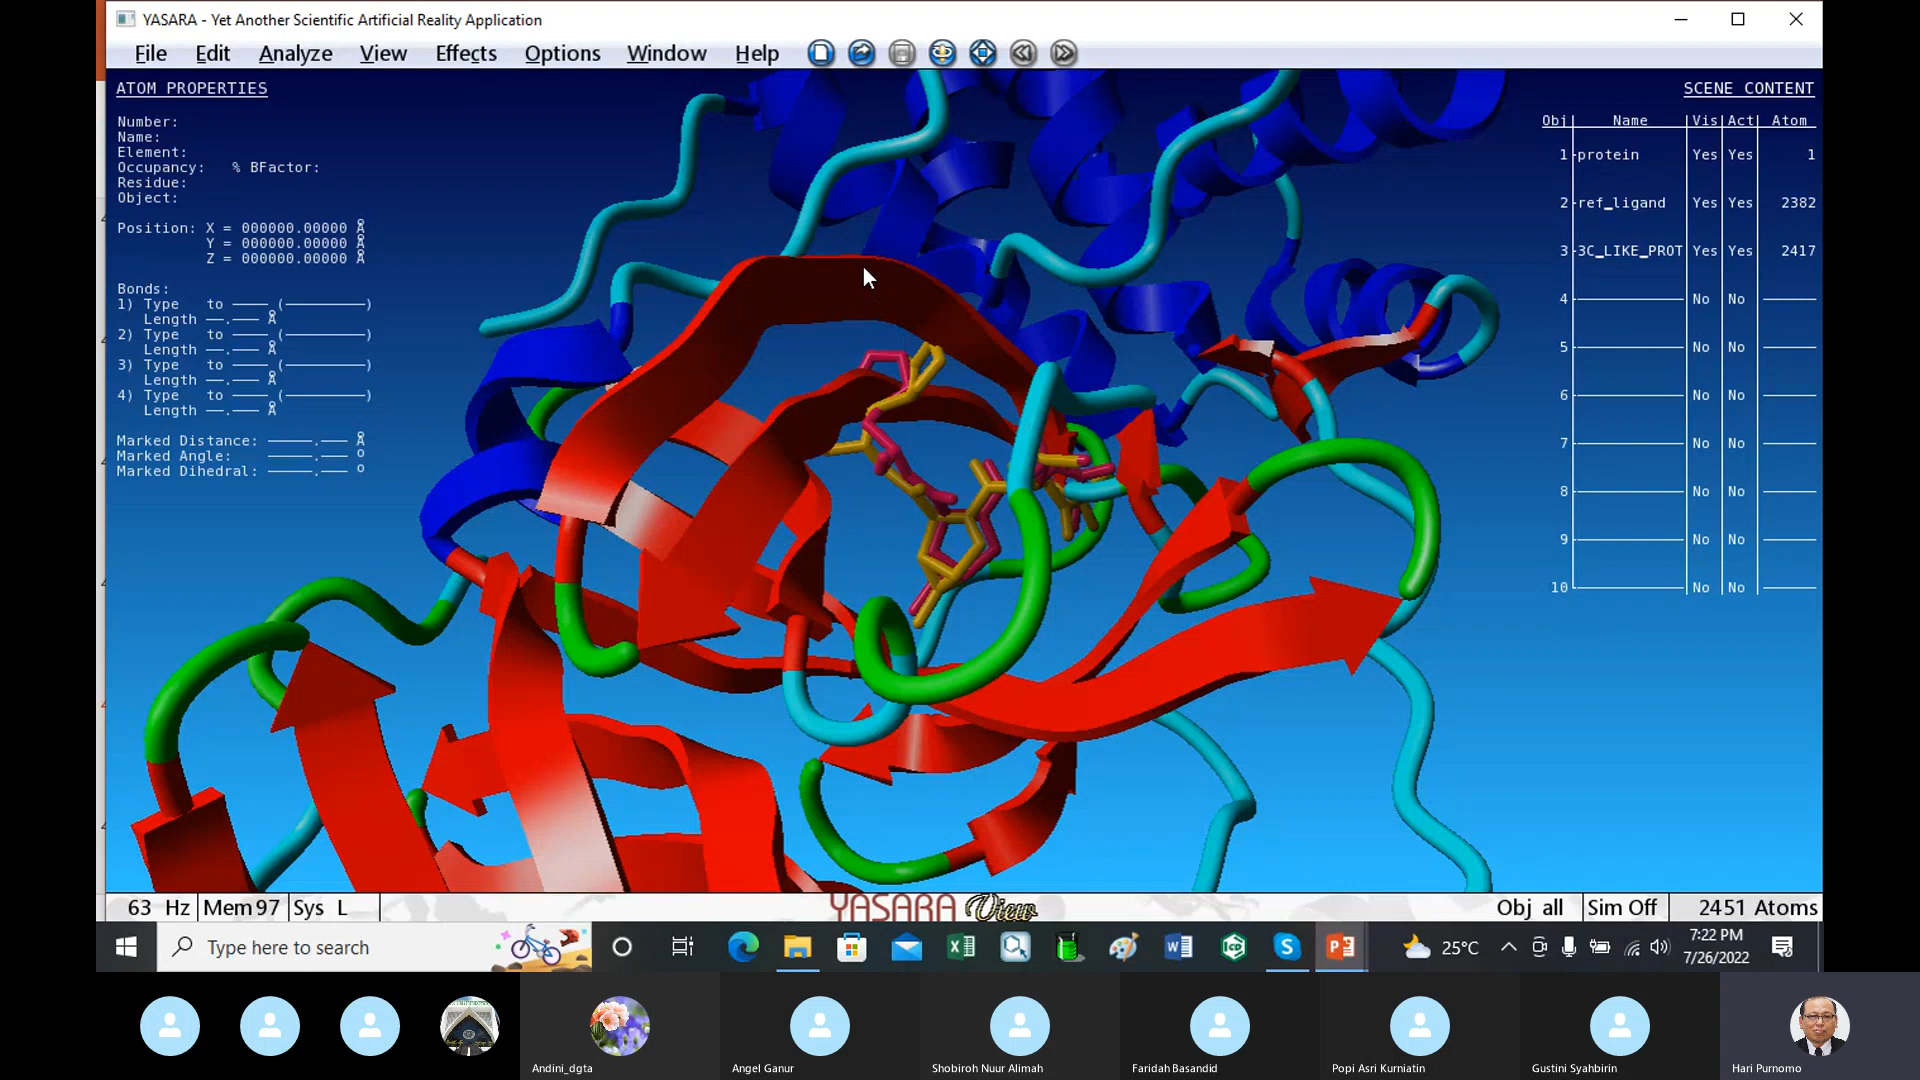 YASARA - Yet Another Scientific Artificial Reality Application
File Edit Analyze View Effects Options Window Help
ATOM PROPERTIES
Number:
Name:
Element:
Occupancy: % BFactor:
Residue:
Object:
Position: X = 000000.00000 Å
Y = 000000.00000 Å
Z = 000000.00000 Å
Bonds:
1) Type to ———— (—————————)
Length ——.——— Å
2) Type to ———— (—————————)
Length ——.——— Å
3) Type to ———— (—————————)
Length ——.——— Å
4) Type to ———— (—————————)
Length ——.——— Å
Marked Distance: —————.——— Å
Marked Angle: —————.——— °
Marked Dihedral: —————.——— °
SCENE CONTENT
Obj Name Vis Act Atom
1 protein Yes Yes 1
2 ref_ligand Yes Yes 2382
3 3C_LIKE_PROT Yes Yes 2417
4 No No
5 No No
6 No No
7 No No
8 No No
9 No No
10 No No
63 Hz Mem 97 Sys L YASARA View Obj all Sim Off 2451 Atoms
Type here to search
25°C
7:22 PM
7/26/2022
Andini_dgta
Angel Ganur
Shobiroh Nuur Alimah
Faridah Basandid
Popi Asri Kurniatin
Gustini Syahbirin
Hari Purnomo